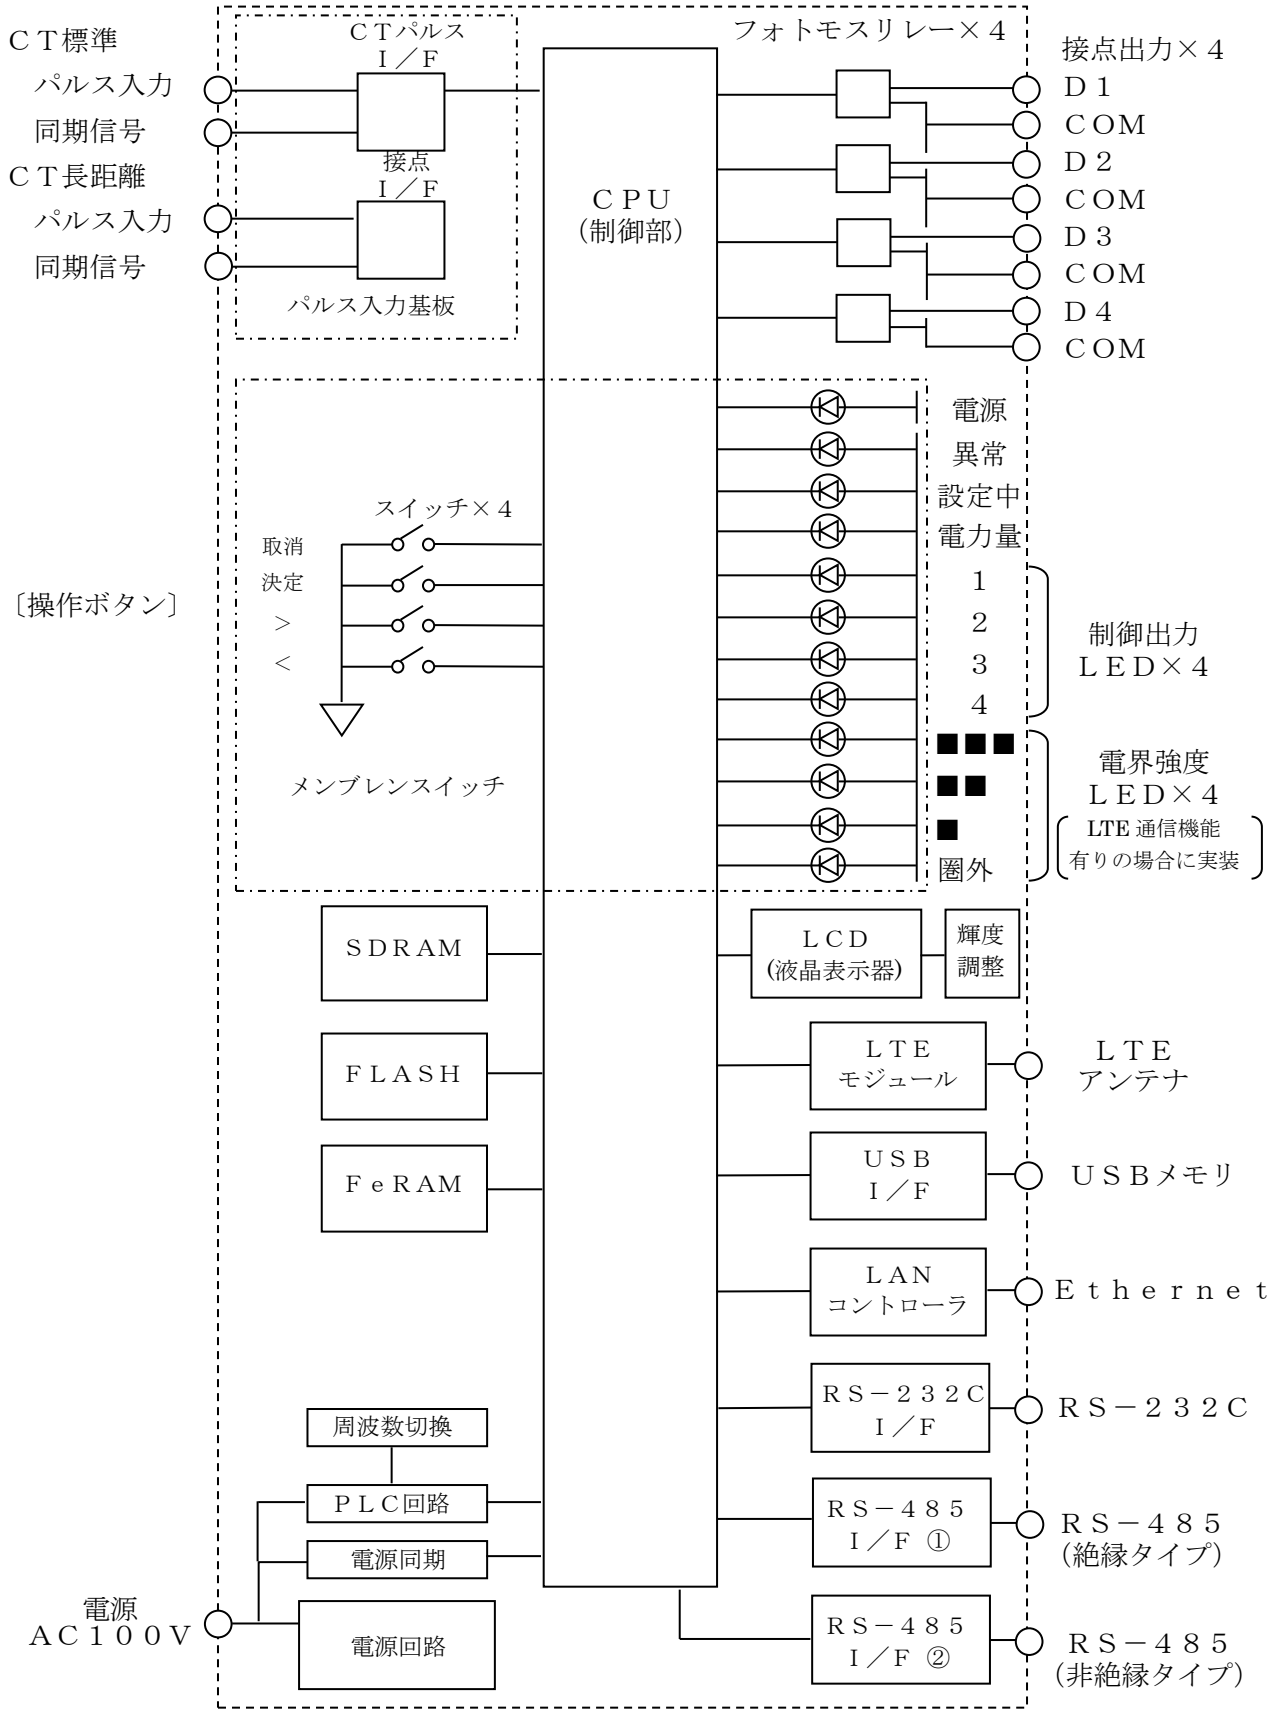 CTパルス
I/F
フォトモスリレー×4
CT標準
パルス入力
同期信号
CT長距離
パルス入力
同期信号
接点
I/F
パルス入力基板
CPU
(制御部)
接点出力×4
D1
COM
D2
COM
D3
COM
D4
COM
電源
異常
設定中
電力量
1
2
3
4
■■■
■■
■
圏外
制御出力
LED×4
電界強度
LED×4
LTE 通信機能
有りの場合に実装
スイッチ×4
取消
決定
>
<
〔操作ボタン〕
メンブレンスイッチ
SDRAM
FLASH
FeRAM
LCD
(液晶表示器)
輝度
調整
LTE
モジュール
LTE
アンテナ
USB
I/F
USBメモリ
LAN
コントローラ
Ethernet
RS-232C
I/F
RS-232C
周波数切換
PLC回路
電源同期
電源
AC100V
電源回路
RS-485
I/F ①
RS-485
(絶縁タイプ)
RS-485
I/F ②
RS-485
(非絶縁タイプ)